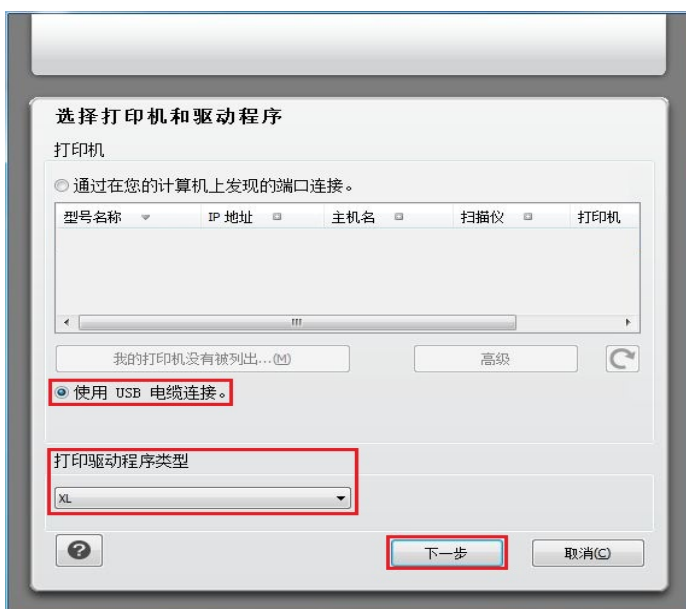 选择打印机和驱动程序
打印机
通过在您的计算机上发现的端口连接。
型号名称 IP 地址 主机名 扫描仪 打印机
我的打印机没有被列出...(M) 高级
使用 USB 电缆连接。
打印驱动程序类型
XL
下一步 取消(C)